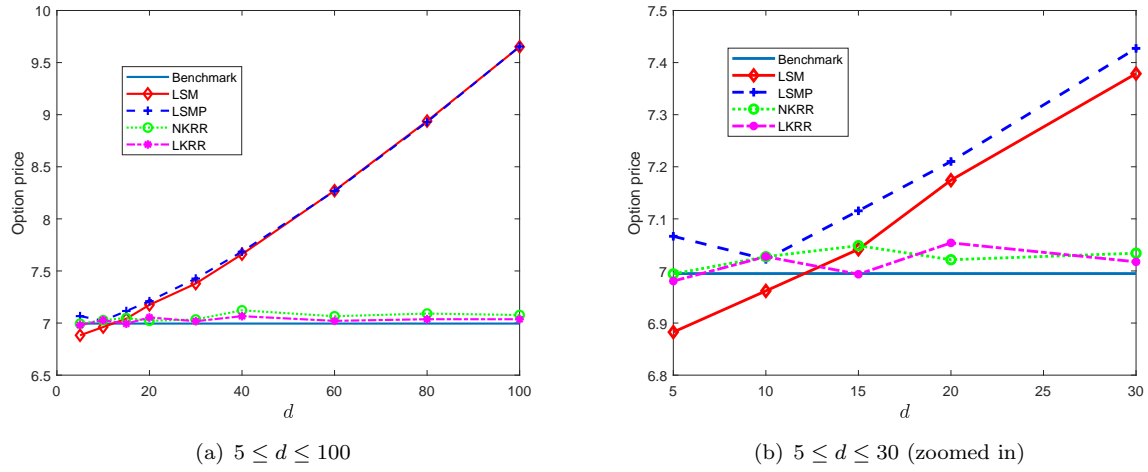 10
9.5
9
8.5
8
7.5
7
6.5
0
20
40
60
80
100
Option price
d
Benchmark
LSM
LSMP
NKRR
LKRR
(a) 5 ≤ d ≤ 100
7.5
7.4
7.3
7.2
7.1
7
6.9
6.8
5
10
15
20
25
30
Option price
d
Benchmark
LSM
LSMP
NKRR
LKRR
(b) 5 ≤ d ≤ 30 (zoomed in)